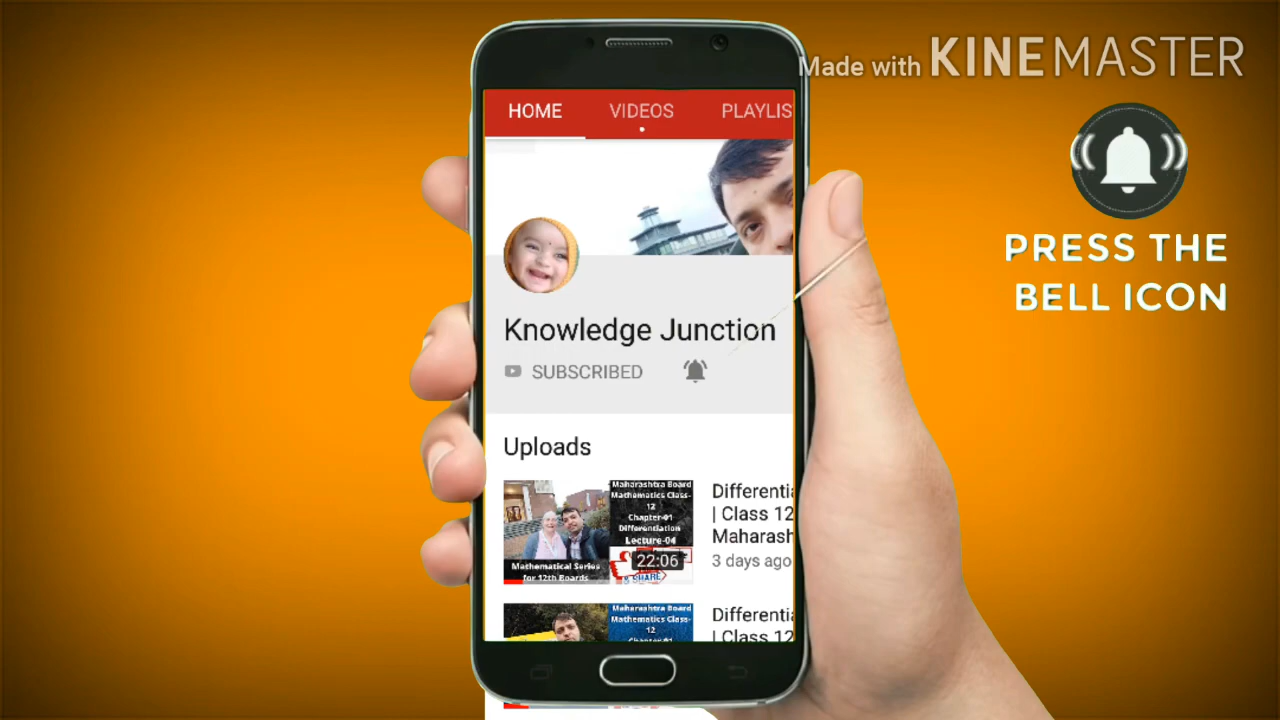 Made with KINEMASTER
HOME VIDEOS PLAYLIS
PRESS THE
BELL ICON
Knowledge Junction
SUBSCRIBED
Uploads
Maharashtra Board
Mathematics Class-
12
Chapter-01
Differentiation
Lecture-04
22:06
SHARE
Mathematical Series
for 12th Boards
Differentia
| Class 12
Maharash
3 days ago
Maharashtra Board
Mathematics Class-
12
Differentia
| Class 12